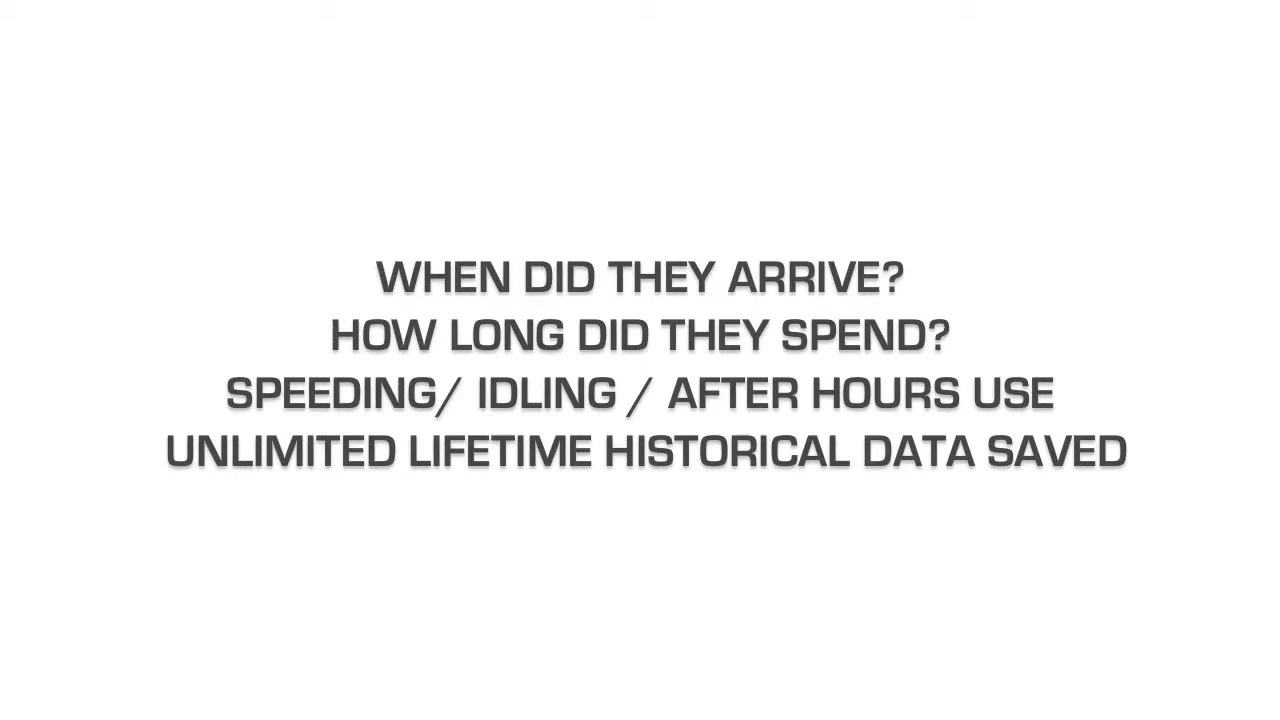 WHEN DID THEY ARRIVE?
HOW LONG DID THEY SPEND?
SPEEDING/ IDLING / AFTER HOURS USE
UNLIMITED LIFETIME HISTORICAL DATA SAVED